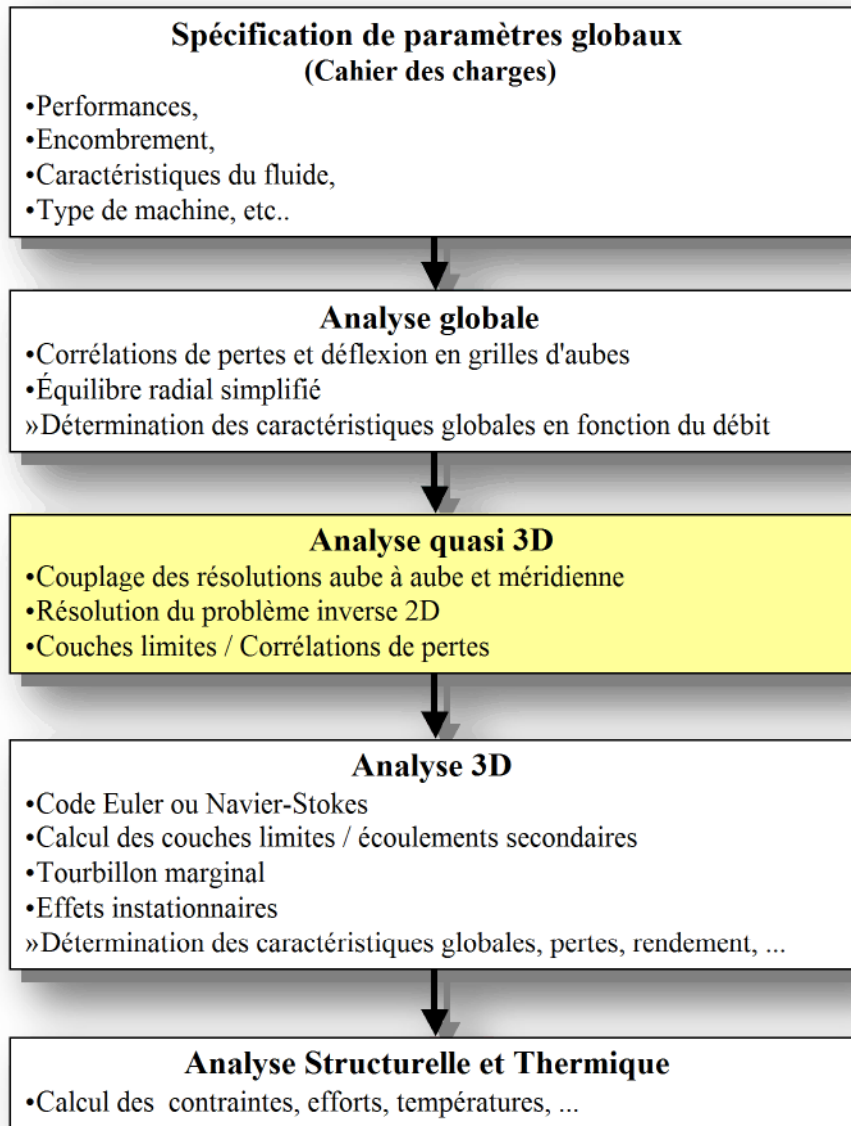 Spécification de paramètres globaux
(Cahier des charges)
•Performances,
•Encombrement,
•Caractéristiques du fluide,
•Type de machine, etc..
Analyse globale
•Corrélations de pertes et déflexion en grilles d'aubes
•Équilibre radial simplifié
»Détermination des caractéristiques globales en fonction du débit
Analyse quasi 3D
•Couplage des résolutions aube à aube et méridienne
•Résolution du problème inverse 2D
•Couches limites / Corrélations de pertes
Analyse 3D
•Code Euler ou Navier-Stokes
•Calcul des couches limites / écoulements secondaires
•Tourbillon marginal
•Effets instationnaires
»Détermination des caractéristiques globales, pertes, rendement, ...
Analyse Structurelle et Thermique
•Calcul des contraintes, efforts, températures, ...